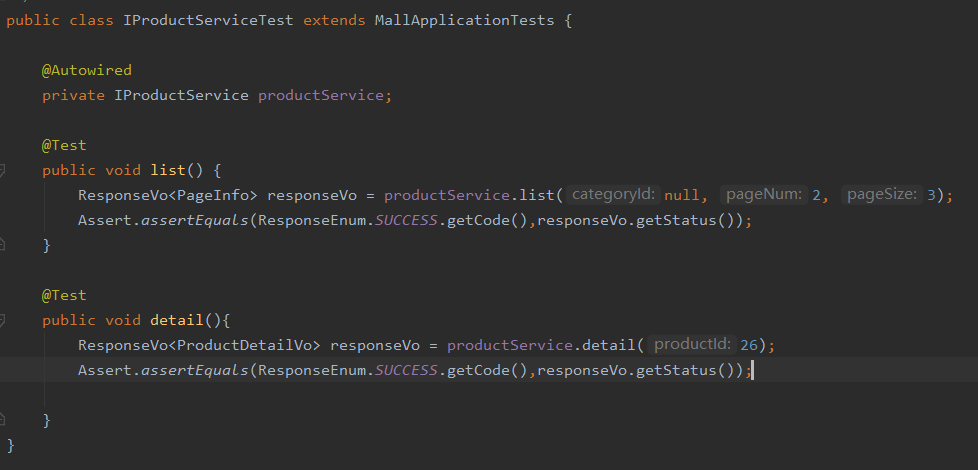 public class IProductServiceTest extends MallApplicationTests {
@Autowired
private IProductService productService;
@Test
public void list() {
ResponseVo<PageInfo> responseVo = productService.list( categoryId: null, pageNum: 2, pageSize: 3);
Assert.assertEquals(ResponseEnum.SUCCESS.getCode(),responseVo.getStatus());
}
@Test
public void detail(){
ResponseVo<ProductDetailVo> responseVo = productService.detail( productId: 26);
Assert.assertEquals(ResponseEnum.SUCCESS.getCode(),responseVo.getStatus());
}
}